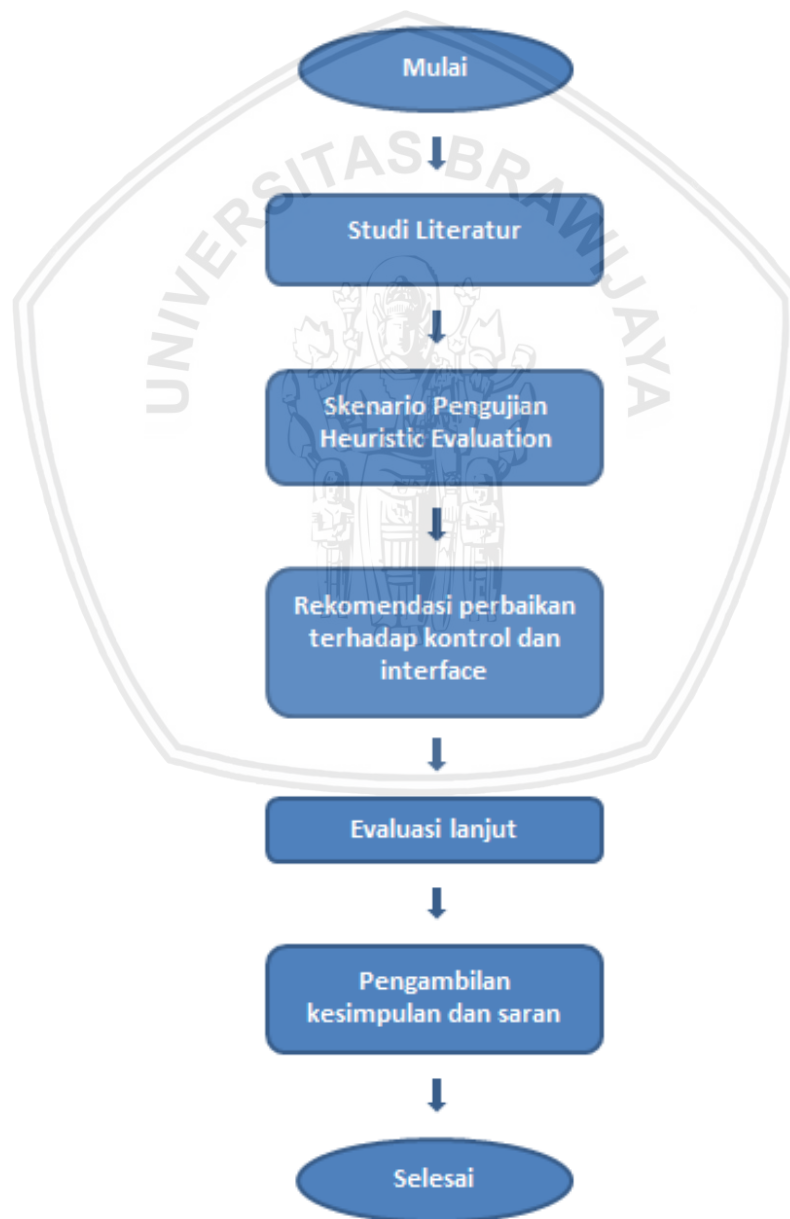 Mulai
UNIVERSITAS BRAWIJAYA
Studi Literatur
Skenario Pengujian
Heuristic Evaluation
Rekomendasi perbaikan
terhadap kontrol dan
interface
Evaluasi lanjut
Pengambilan
kesimpulan dan saran
Selesai